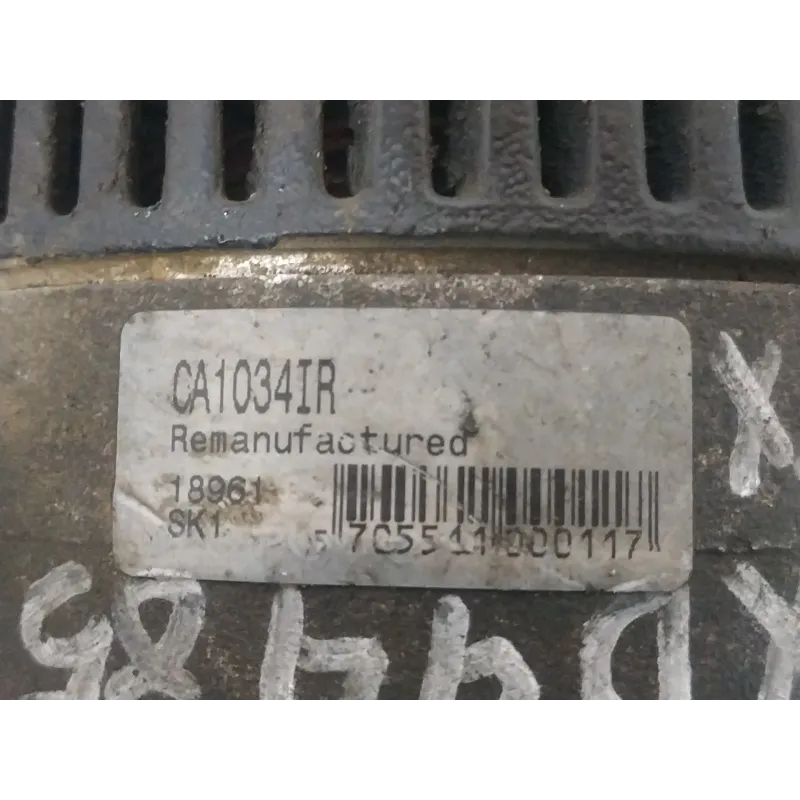 CA1034IR
Remanufactured
18961
SK1
5 705511 000117
X